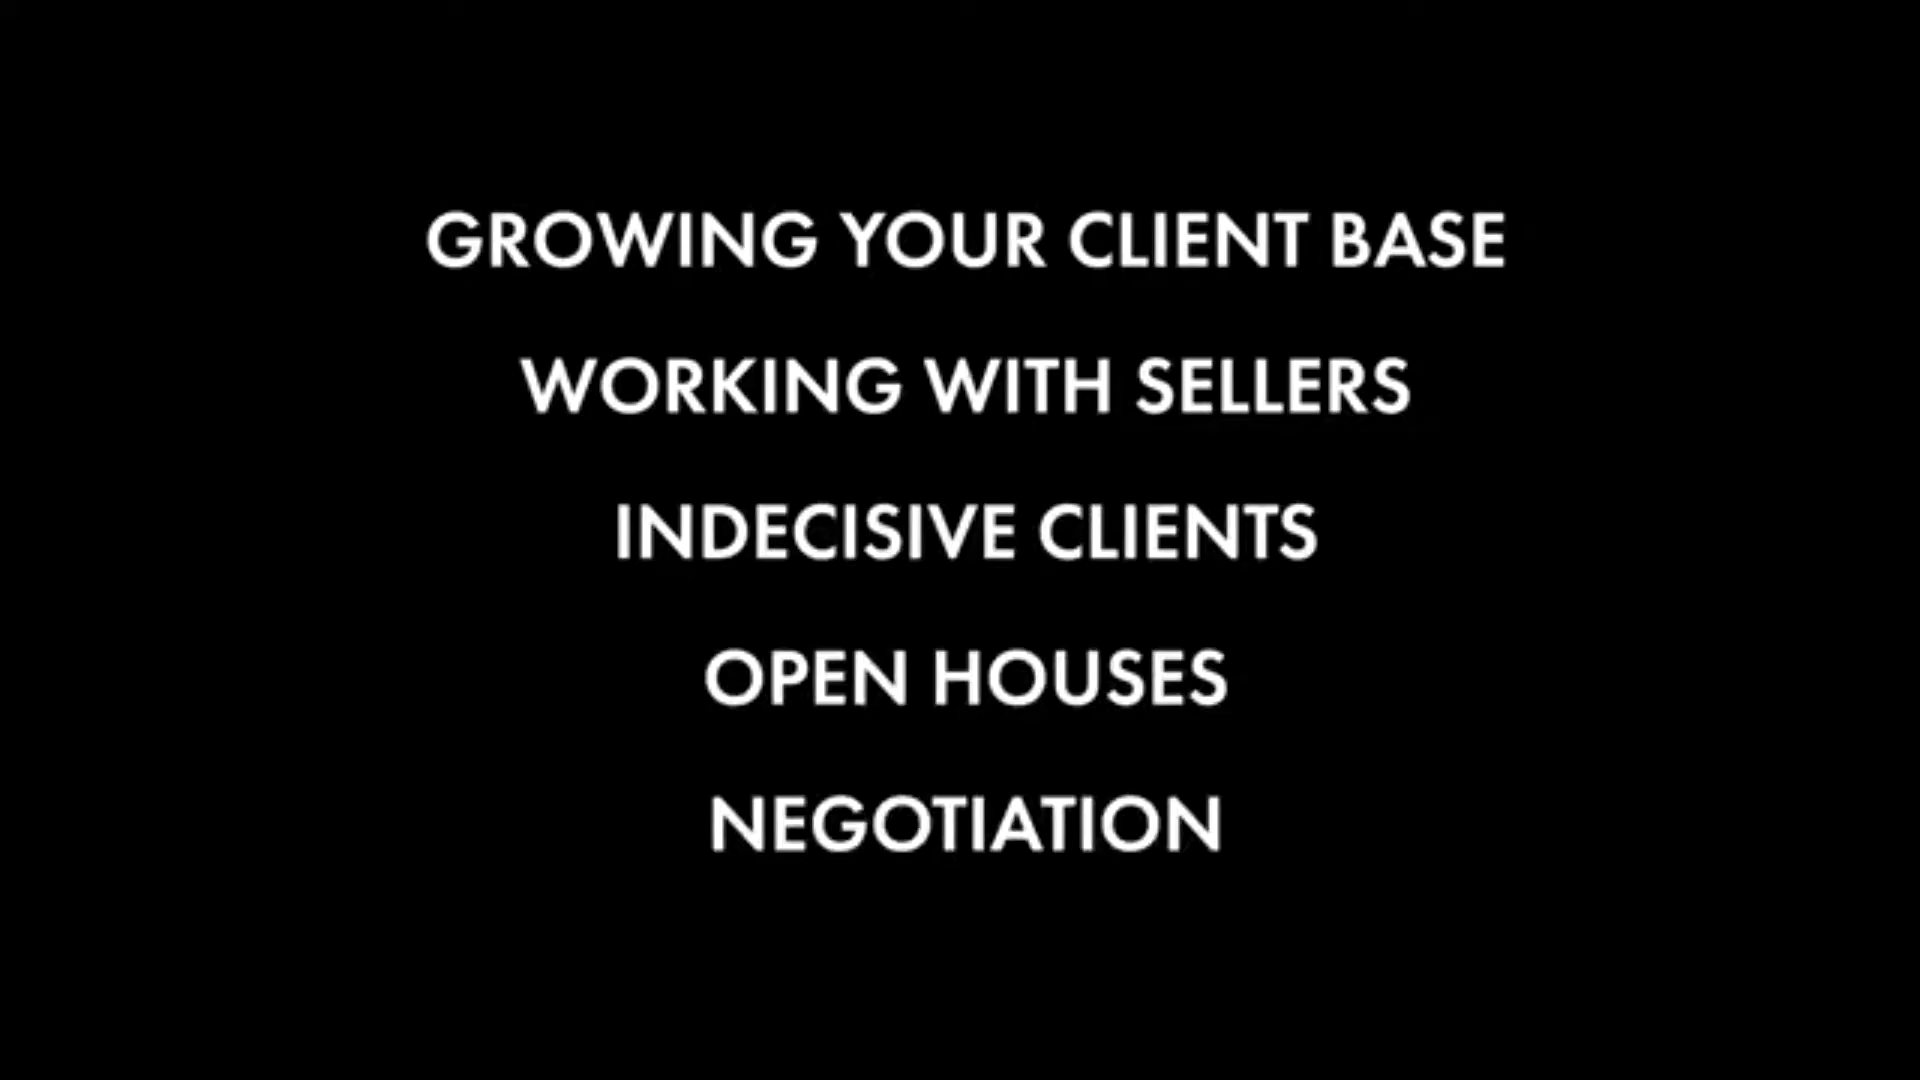 GROWING YOUR CLIENT BASE
WORKING WITH SELLERS
INDECISIVE CLIENTS
OPEN HOUSES
NEGOTIATION